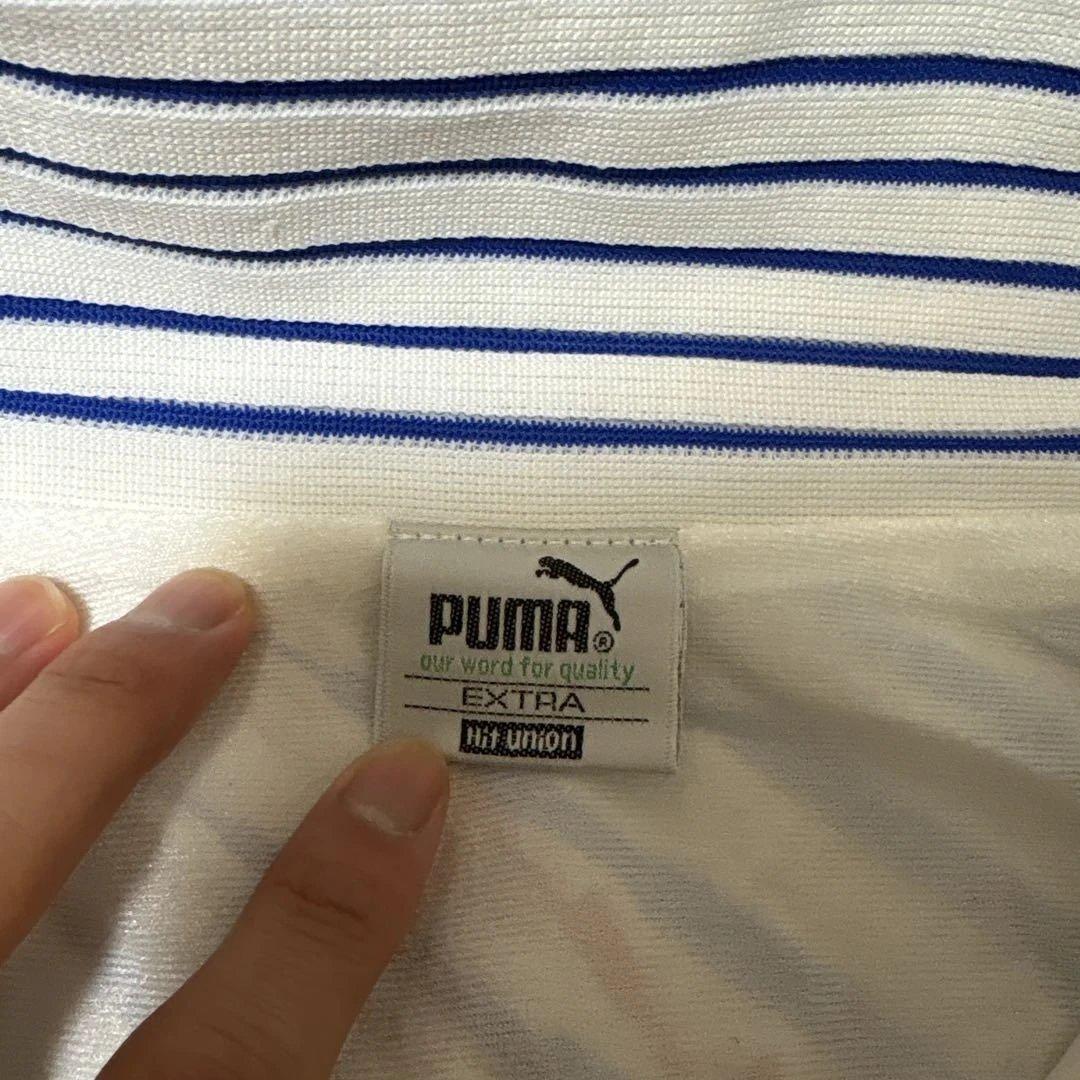 PUMA®
our word for quality
EXTRA
Hit Union